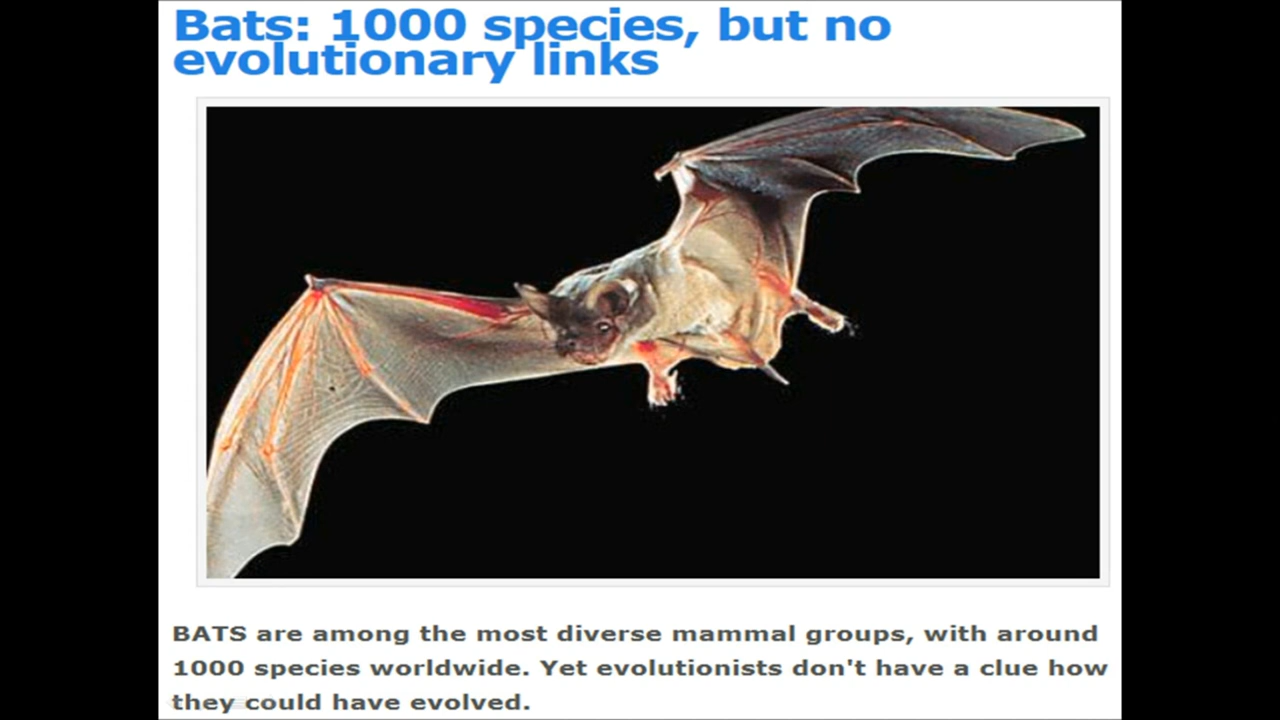 Bats: 1000 species, but no
evolutionary links
BATS are among the most diverse mammal groups, with around
1000 species worldwide. Yet evolutionists don't have a clue how
they could have evolved.